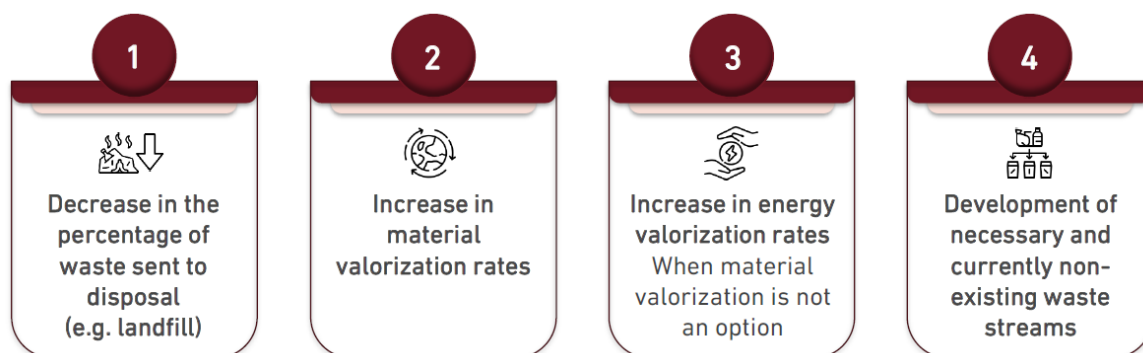 1
Decrease in the
percentage of
waste sent to
disposal
(e.g. landfill)
2
Increase in
material
valorization rates
3
Increase in energy
valorization rates
When material
valorization is not
an option
4
Development of
necessary and
currently non-
existing waste
streams